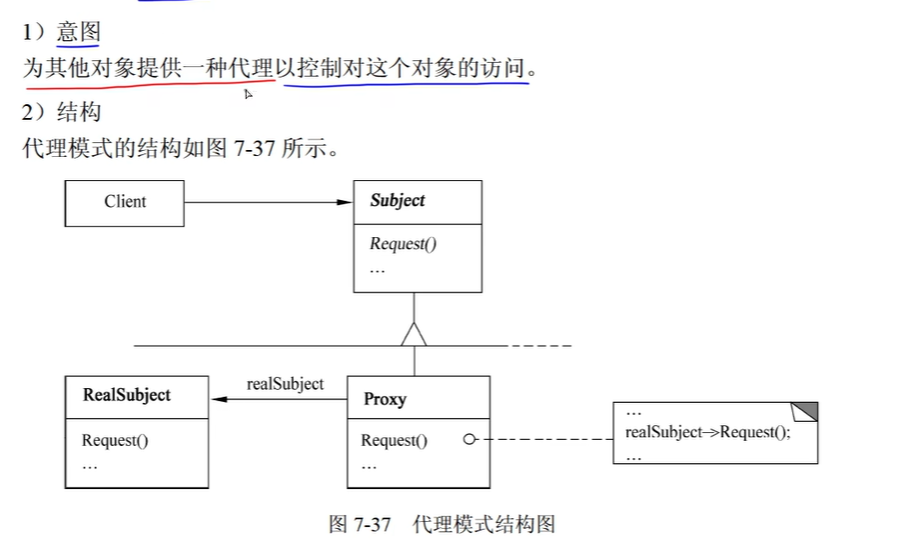 1）意图
为其他对象提供一种代理以控制对这个对象的访问。
2）结构
代理模式的结构如图 7-37 所示。
Client
Subject
Request()
...
RealSubject
Request()
...
realSubject
Proxy
Request()
...
...
realSubject->Request();
...
图 7-37 代理模式结构图